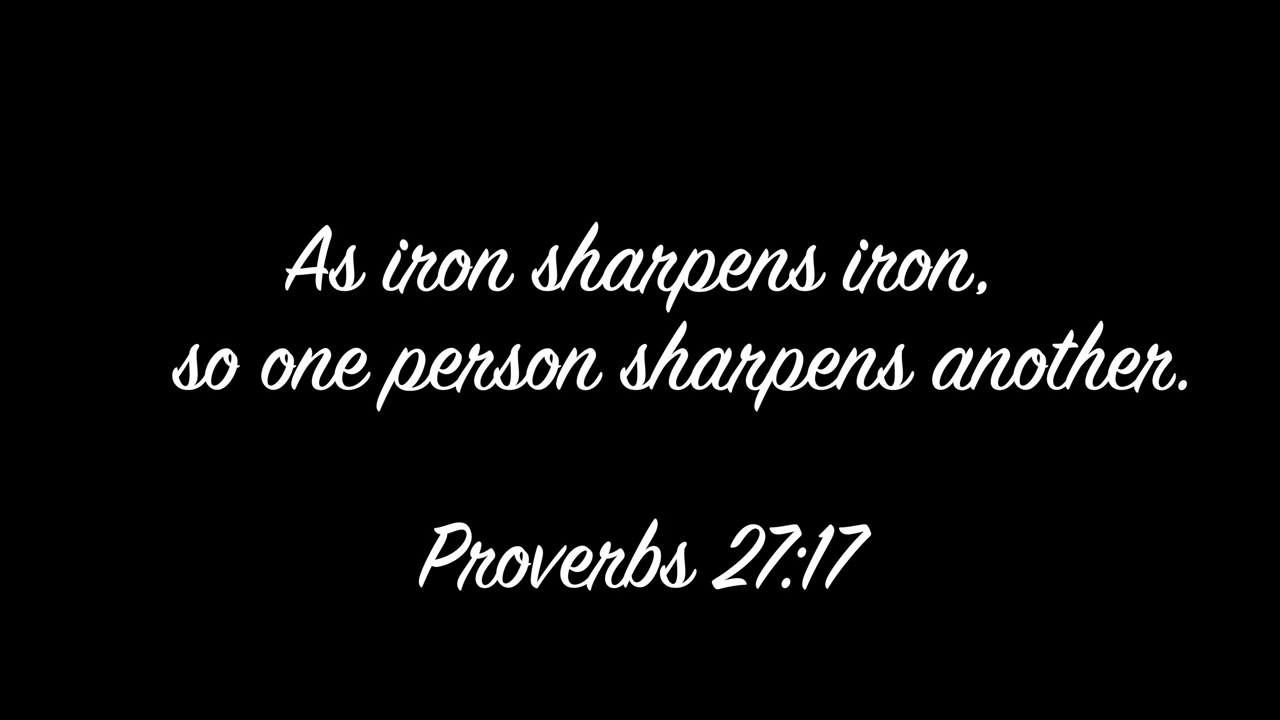 As iron sharpens iron,
so one person sharpens another.
Proverbs 27:17